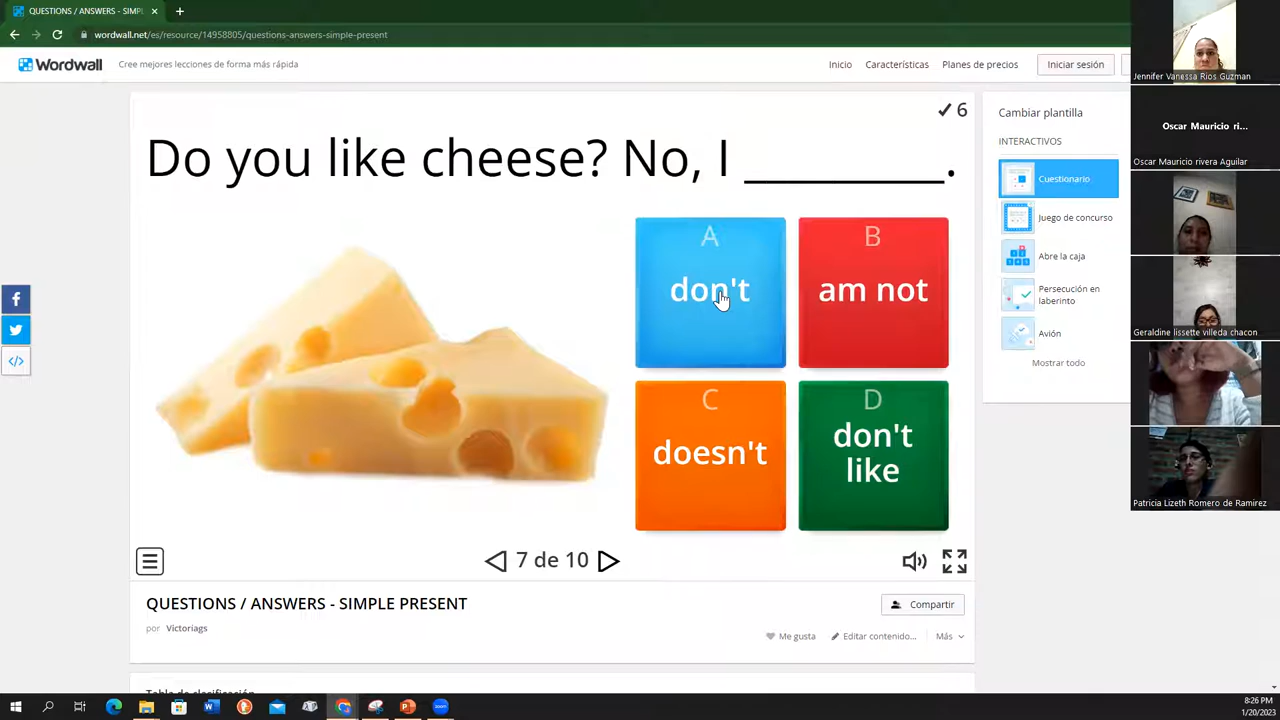 QUESTIONS / ANSWERS - SIMPL
wordwall.net/es/resource/14958805/questions-answers-simple-present
Wordwall
Cree mejores lecciones de forma más rápida
Inicio
Características
Planes de precios
Iniciar sesión
6
Do you like cheese? No, I __________.
A
don't
B
am not
C
doesn't
D
don't
like
7 de 10
QUESTIONS / ANSWERS - SIMPLE PRESENT
por Victoriags
Compartir
Me gusta
Editar contenido...
Más
Tabla de clasificación
Cambiar plantilla
INTERACTIVOS
Cuestionario
Juego de concurso
Abre la caja
Persecución en
laberinto
Avión
Mostrar todo
Jennifer Vanessa Rios Guzman
Oscar Mauricio ri...
Oscar Mauricio rivera Aguilar
Geraldine lissette villeda chacon
Patricia Lizeth Romero de Ramirez
8:26 PM
1/20/2023